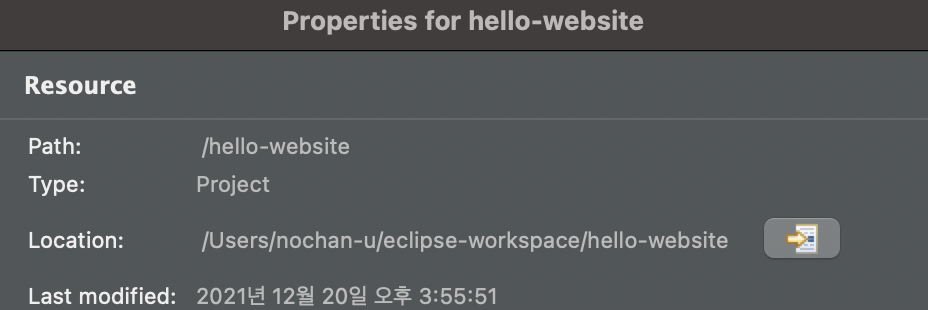 Properties for hello-website
Resource
Path: /hello-website
Type: Project
Location: /Users/nochan-u/eclipse-workspace/hello-website
Last modified: 2021년 12월 20일 오후 3:55:51